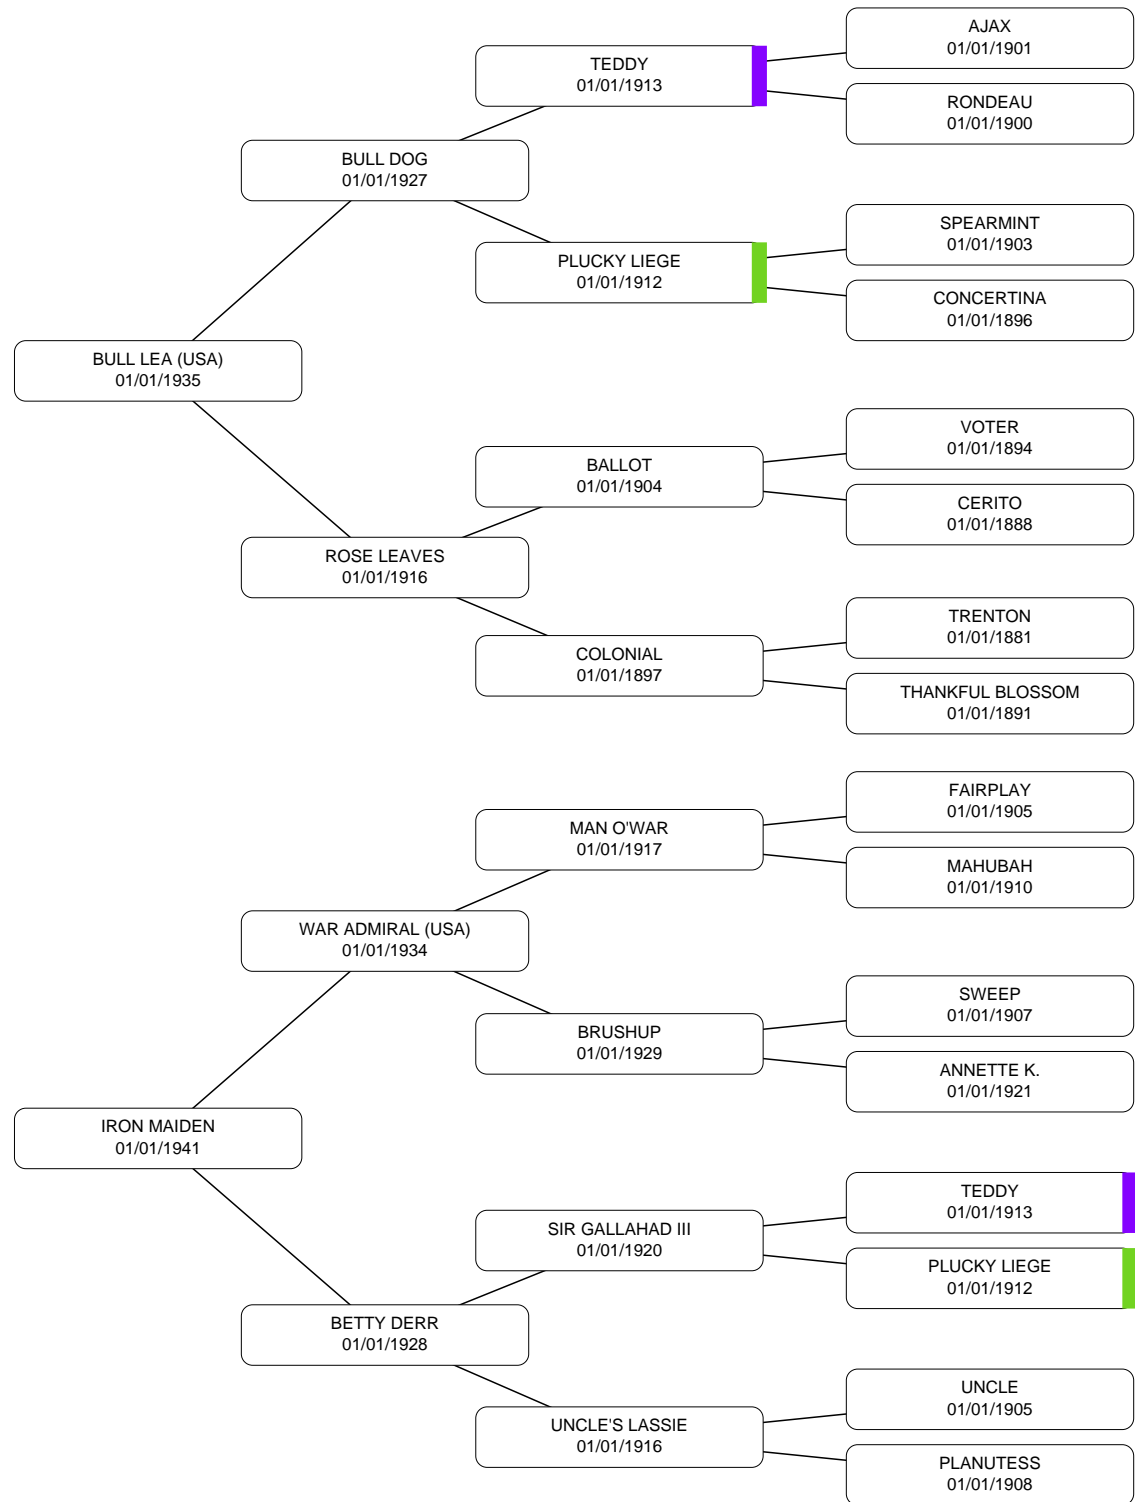 AJAX
01/01/1901
TEDDY
01/01/1913
RONDEAU
01/01/1900
BULL DOG
01/01/1927
SPEARMINT
01/01/1903
PLUCKY LIEGE
01/01/1912
CONCERTINA
01/01/1896
BULL LEA (USA)
01/01/1935
VOTER
01/01/1894
BALLOT
01/01/1904
CERITO
01/01/1888
ROSE LEAVES
01/01/1916
TRENTON
01/01/1881
COLONIAL
01/01/1897
THANKFUL BLOSSOM
01/01/1891
FAIRPLAY
01/01/1905
MAN O'WAR
01/01/1917
MAHUBAH
01/01/1910
WAR ADMIRAL (USA)
01/01/1934
SWEEP
01/01/1907
BRUSHUP
01/01/1929
ANNETTE K.
01/01/1921
IRON MAIDEN
01/01/1941
TEDDY
01/01/1913
SIR GALLAHAD III
01/01/1920
PLUCKY LIEGE
01/01/1912
BETTY DERR
01/01/1928
UNCLE
01/01/1905
UNCLE'S LASSIE
01/01/1916
PLANUTESS
01/01/1908